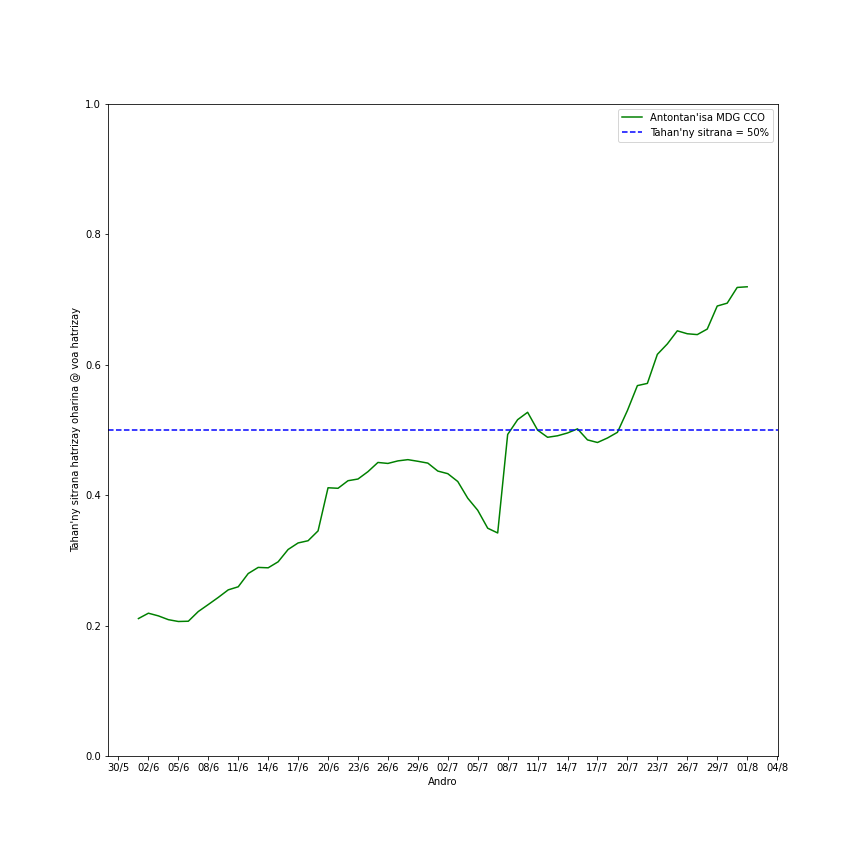 Antontan'isa MDG CCO
Tahan'ny sitrana = 50%
Tahan'ny sitrana hatrizay oharina @ voa hatrizay
1.0
0.8
0.6
0.4
0.2
0.0
30/5 02/6 05/6 08/6 11/6 14/6 17/6 20/6 23/6 26/6 29/6 02/7 05/7 08/7 11/7 14/7 17/7 20/7 23/7 26/7 29/7 01/8 04/8
Andro